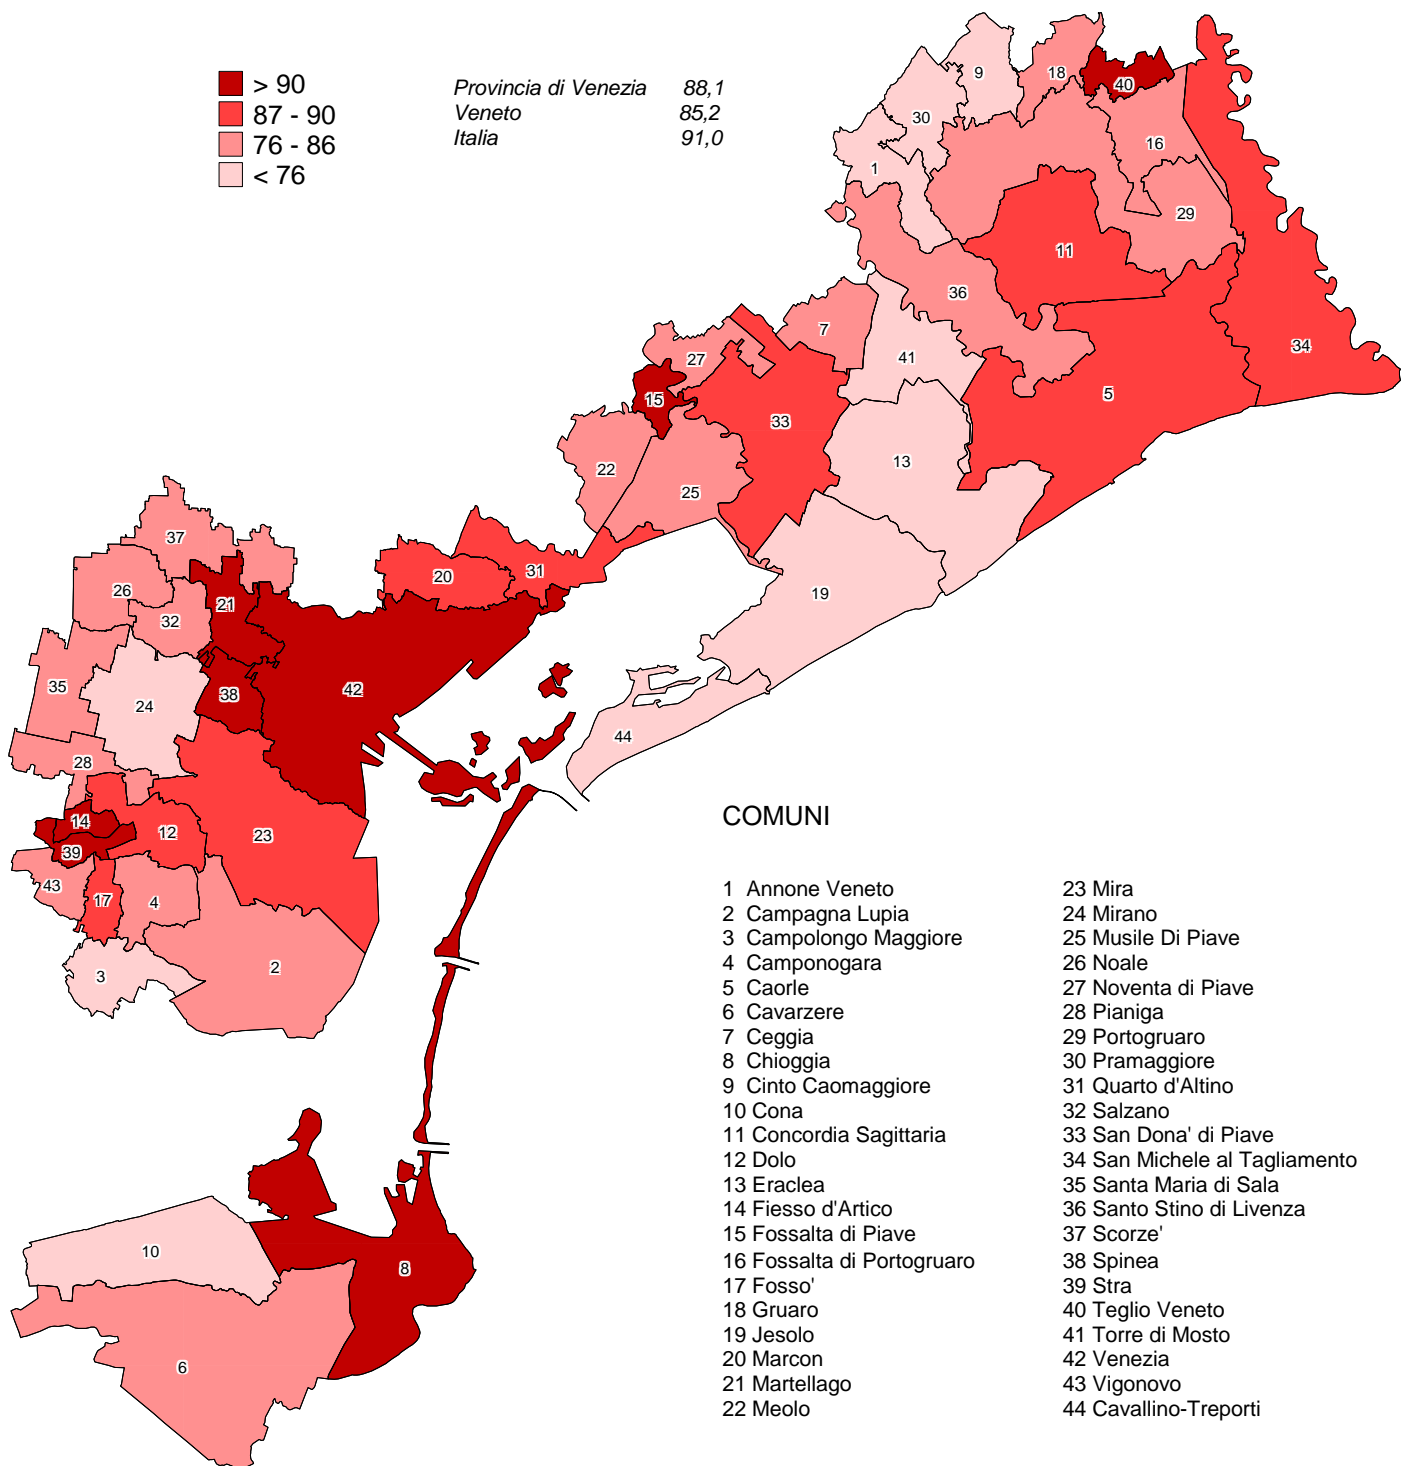 > 90
87 - 90
76 - 86
< 76
Provincia di Venezia 88,1
Veneto 85,2
Italia 91,0
9
18
40
30
16
1
29
11
36
7
41
34
27
5
15
33
13
22
25
37
20
31
26
21
32
19
35
38
42
24
44
28
14
12
23
39
43
17
4
3
2
10
8
6
COMUNI
1 Annone Veneto
2 Campagna Lupia
3 Campolongo Maggiore
4 Camponogara
5 Caorle
6 Cavarzere
7 Ceggia
8 Chioggia
9 Cinto Caomaggiore
10 Cona
11 Concordia Sagittaria
12 Dolo
13 Eraclea
14 Fiesso d'Artico
15 Fossalta di Piave
16 Fossalta di Portogruaro
17 Fosso'
18 Gruaro
19 Jesolo
20 Marcon
21 Martellago
22 Meolo
23 Mira
24 Mirano
25 Musile Di Piave
26 Noale
27 Noventa di Piave
28 Pianiga
29 Portogruaro
30 Pramaggiore
31 Quarto d'Altino
32 Salzano
33 San Dona' di Piave
34 San Michele al Tagliamento
35 Santa Maria di Sala
36 Santo Stino di Livenza
37 Scorze'
38 Spinea
39 Stra
40 Teglio Veneto
41 Torre di Mosto
42 Venezia
43 Vigonovo
44 Cavallino-Treporti